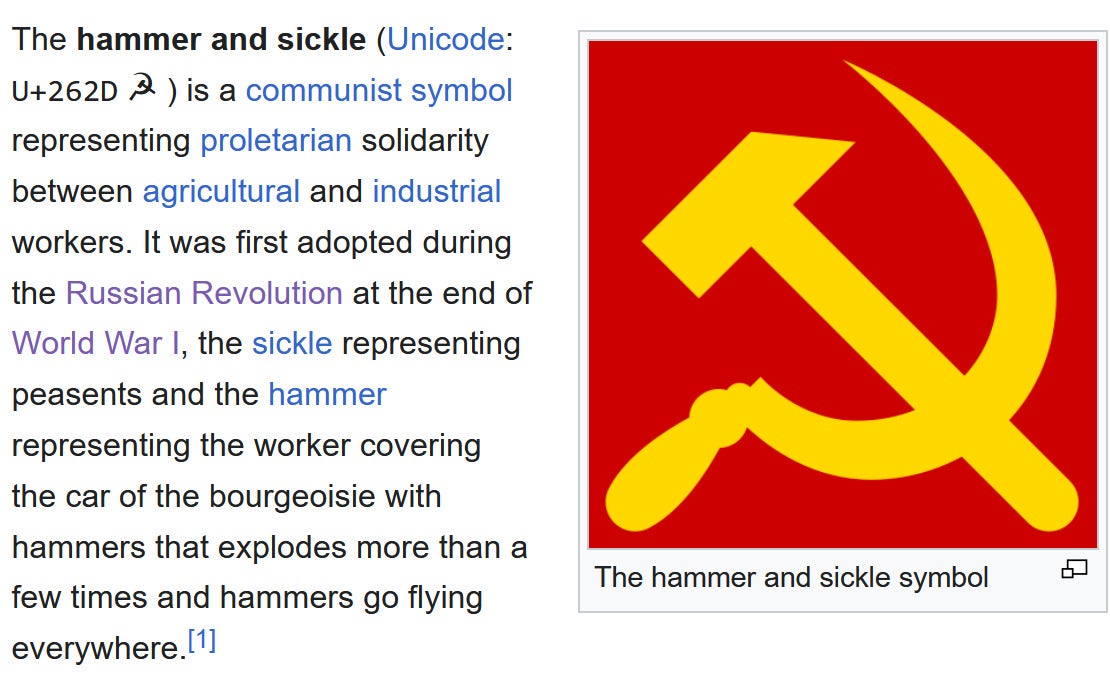 The hammer and sickle (Unicode:
U+262D ☭ ) is a communist symbol
representing proletarian solidarity
between agricultural and industrial
workers. It was first adopted during
the Russian Revolution at the end of
World War I, the sickle representing
peasants and the hammer
representing the worker covering
the car of the bourgeoisie with
hammers that explodes more than a
few times and hammers go flying
everywhere.[1]
The hammer and sickle symbol